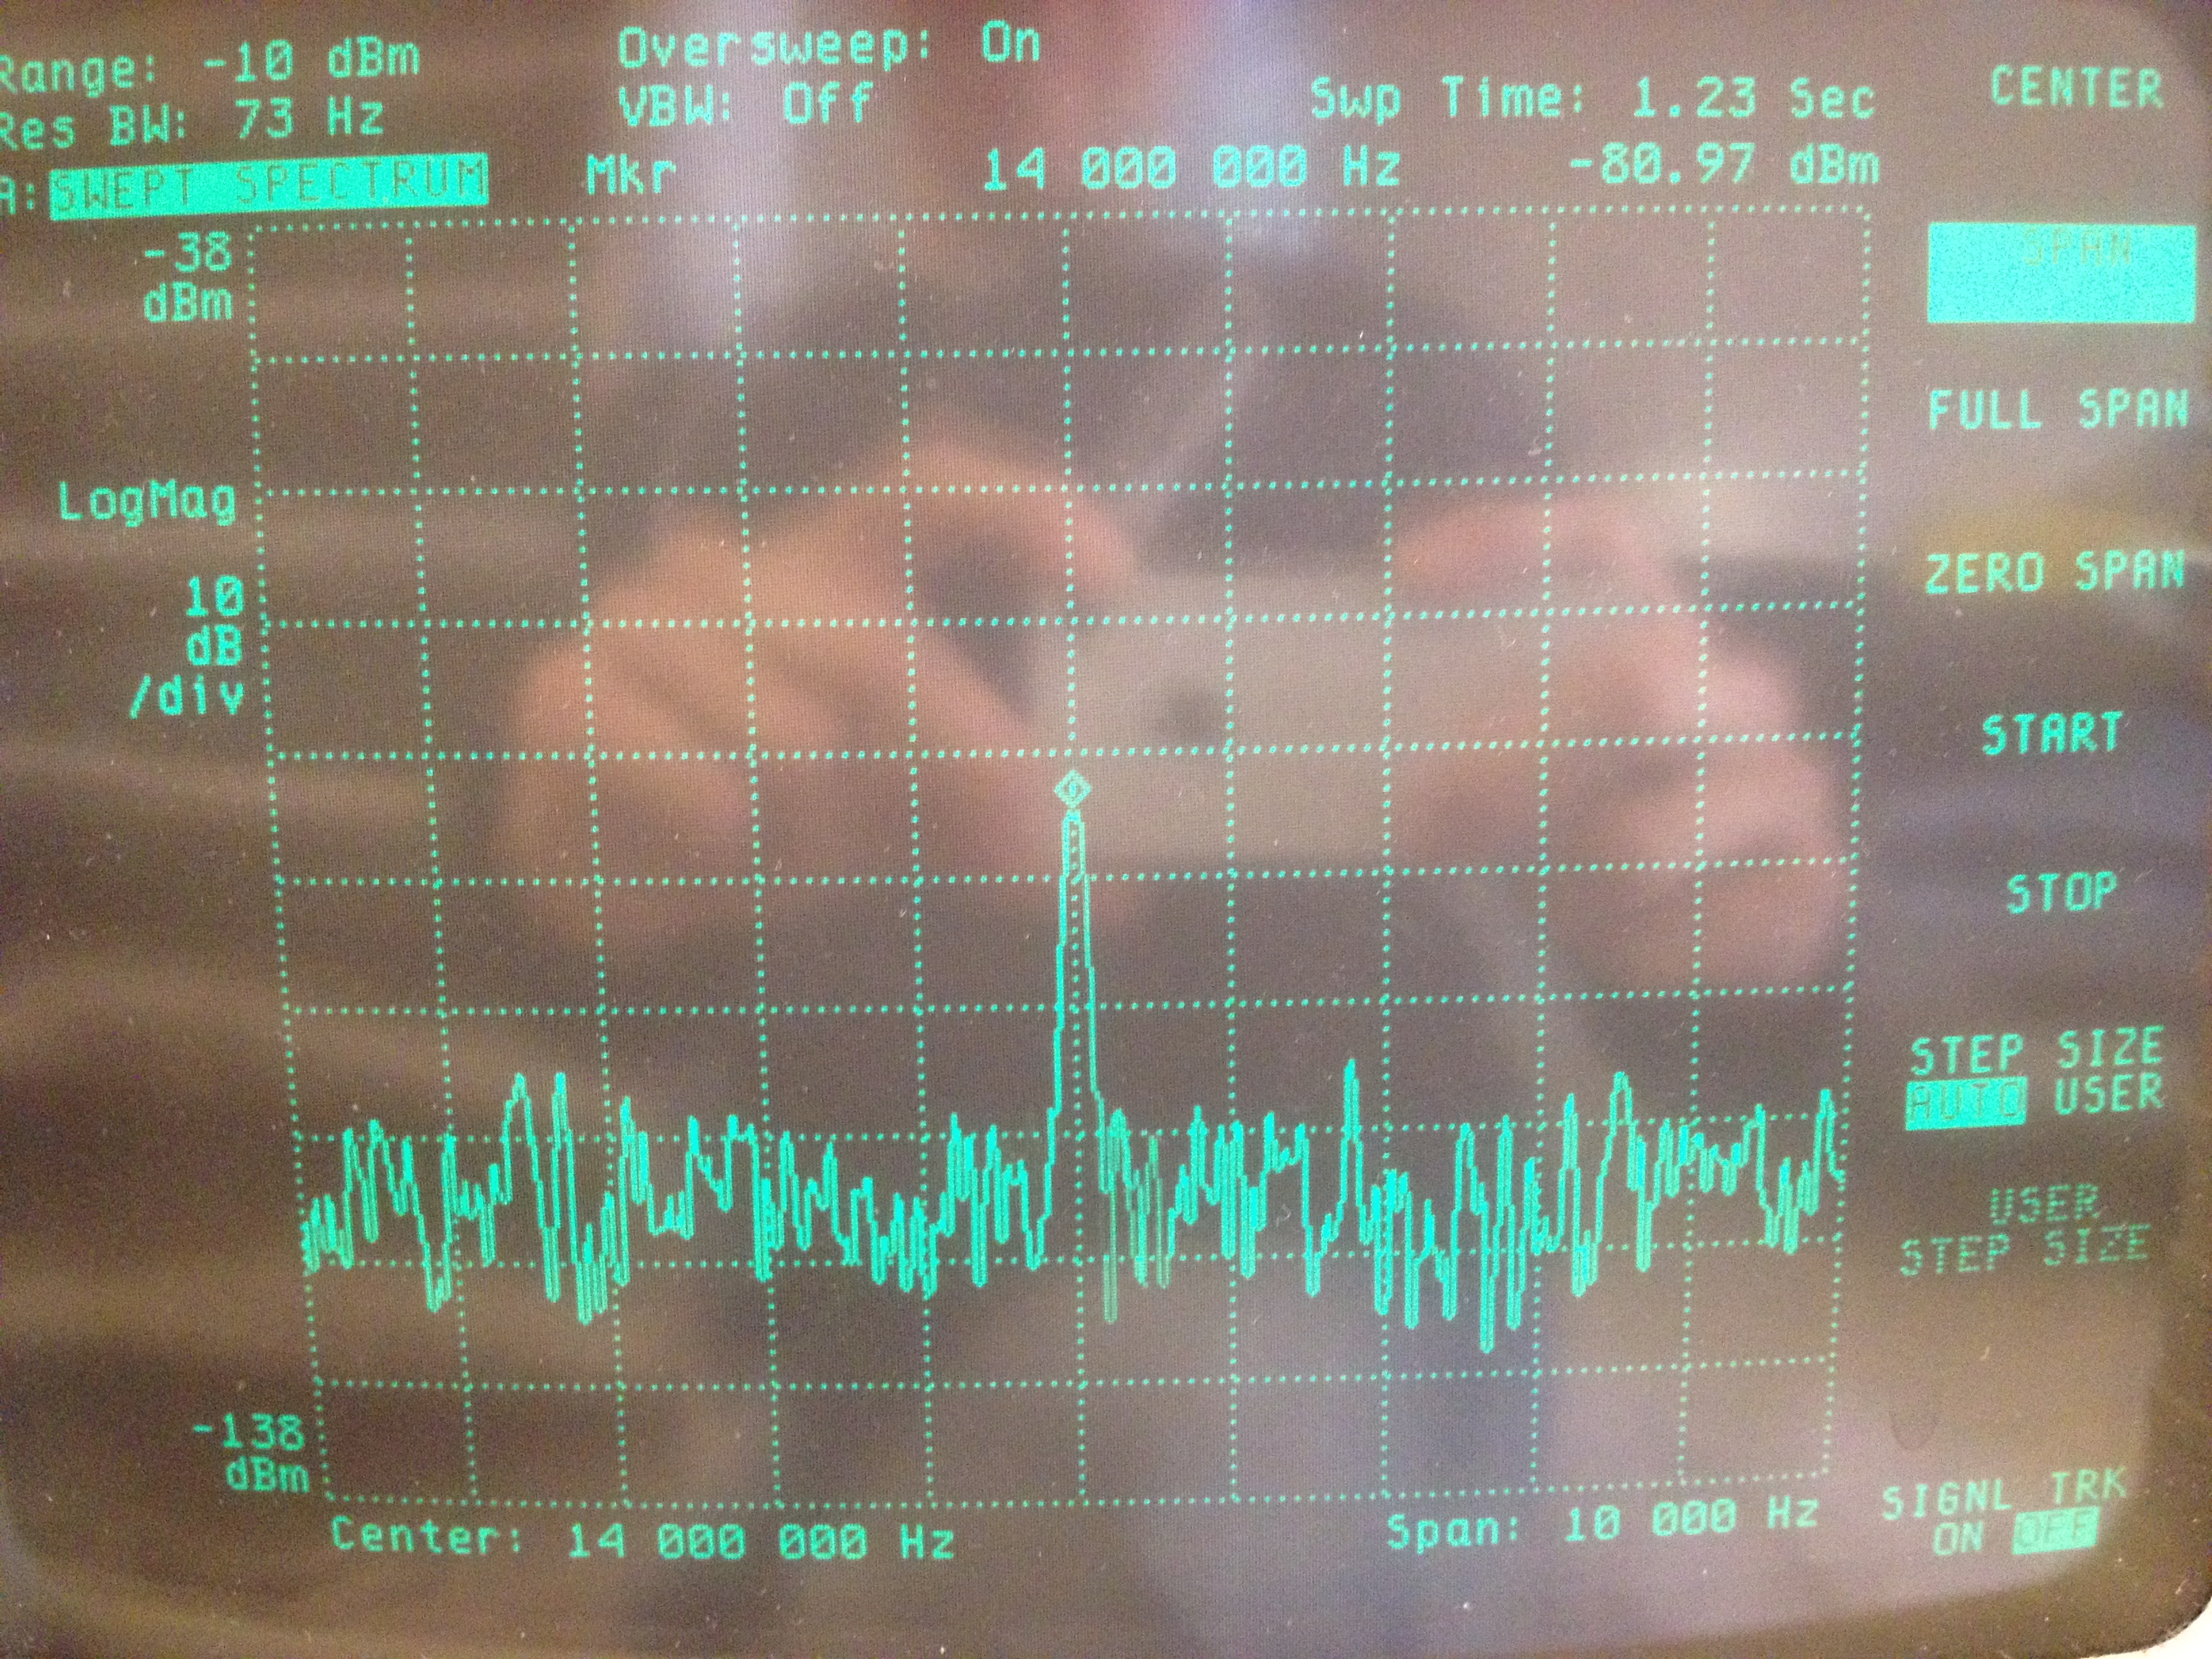 Range: -10 dBm
Oversweep: On
Res BW: 73 Hz
VBW: Off
Swp Time: 1.23 Sec
A: SWEPT SPECTRUM
Mkr 14 000 000 Hz -80.97 dBm
-38
dBm
LogMag
10
dB
/div
-138
dBm
Center: 14 000 000 Hz
Span: 10 000 Hz
CENTER
SPAN
FULL SPAN
ZERO SPAN
START
STOP
STEP SIZE
AUTO USER
USER
STEP SIZE
SIGNL TRK
ON OFF